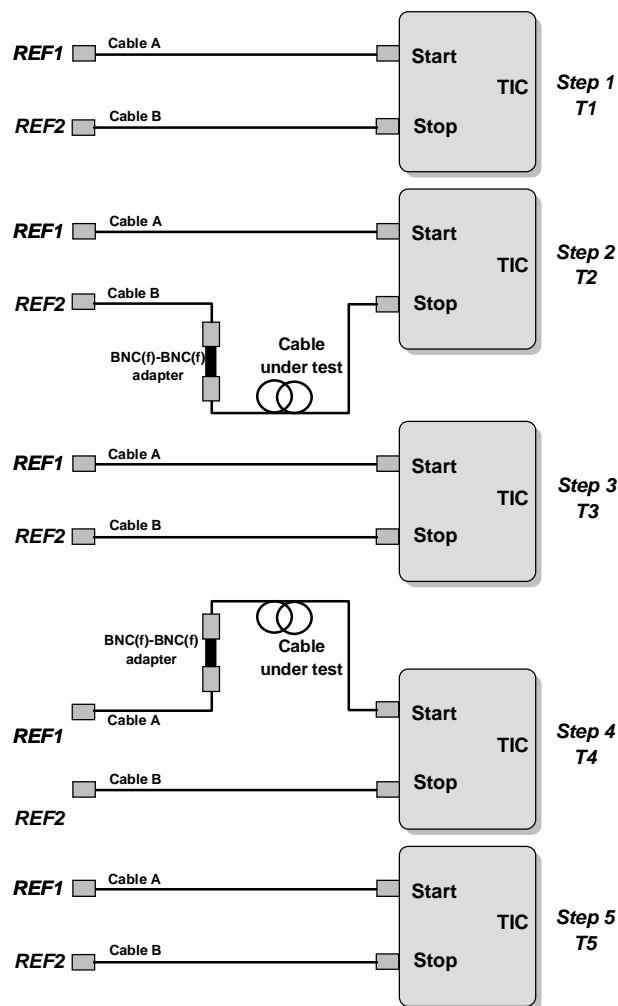 REF1 Cable A Start
TIC
Step 1
T1
REF2 Cable B Stop
REF1 Cable A Start
Step 2
TIC
T2
REF2 Cable B Stop
BNC(f)-BNC(f)
adapter
Cable
under test
REF1 Cable A Start
Step 3
TIC
T3
REF2 Cable B Stop
BNC(f)-BNC(f)
adapter
Cable
under test
REF1 Cable A Start
Step 4
TIC
T4
REF2 Cable B Stop
REF1 Cable A Start
Step 5
TIC
T5
REF2 Cable B Stop